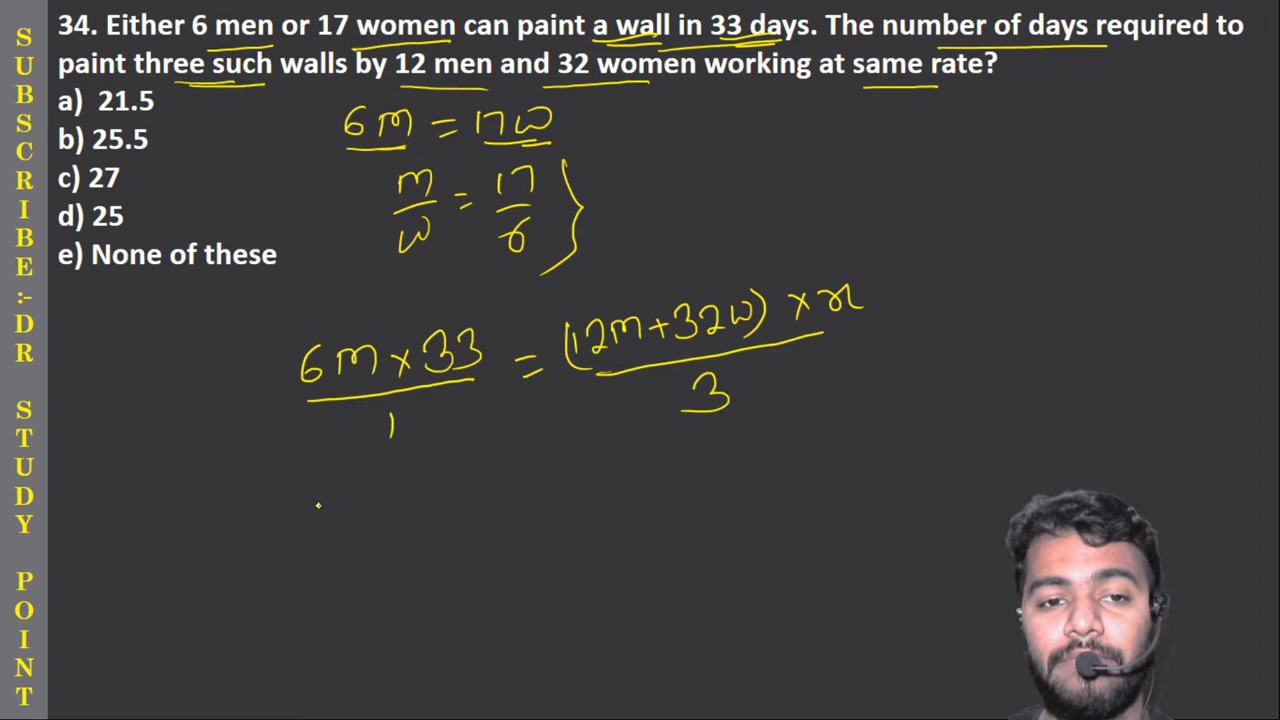 SUBSCRIBE:-DR STUDY POINT
34. Either 6 men or 17 women can paint a wall in 33 days. The number of days required to
paint three such walls by 12 men and 32 women working at same rate?
a) 21.5
b) 25.5
c) 27
d) 25
e) None of these
6M = 17W
M/W = 17/6 }
6M × 33 / 1 = (12M + 32W) × x / 3